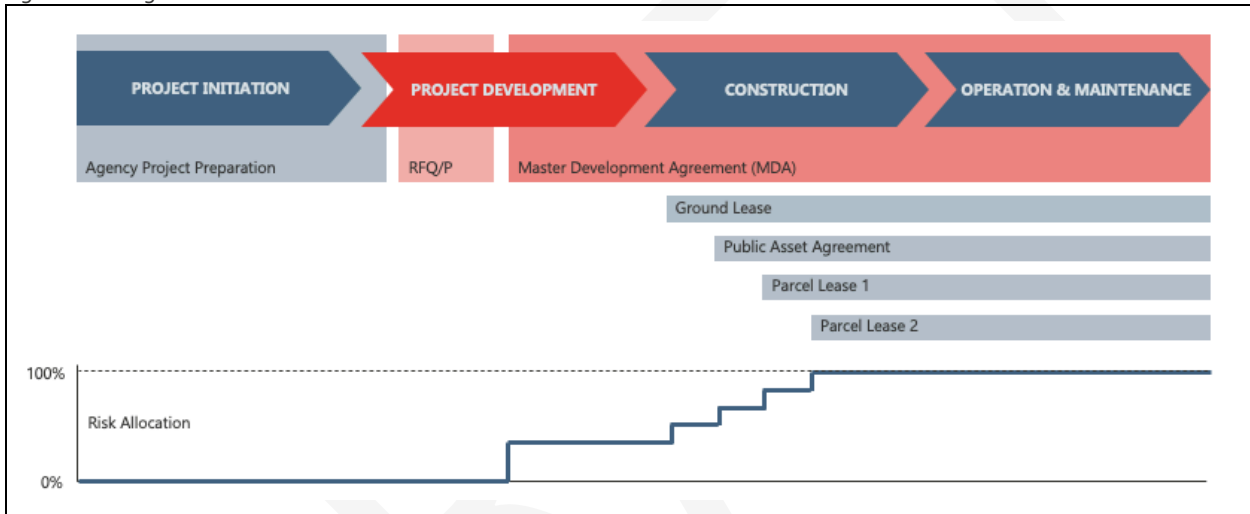 PROJECT INITIATION
PROJECT DEVELOPMENT
CONSTRUCTION
OPERATION & MAINTENANCE
Agency Project Preparation
RFQ/P
Master Development Agreement (MDA)
Ground Lease
Public Asset Agreement
Parcel Lease 1
Parcel Lease 2
100%
Risk Allocation
0%